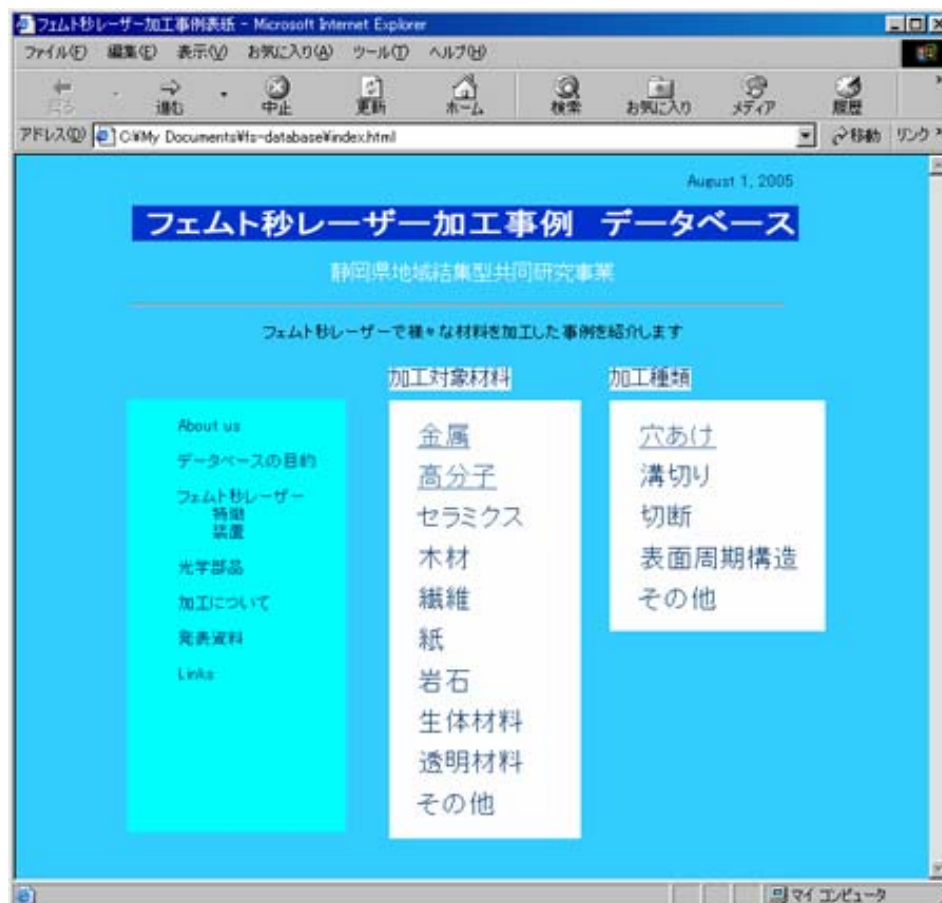 フェムト秒レーザー加工事例表紙 - Microsoft Internet Explorer
ファイル(F) 編集(E) 表示(V) お気に入り(A) ツール(T) ヘルプ(H)
戻る 進む 中止 更新 ホーム 検索 お気に入り メディア 履歴
アドレス(D) C:¥My Documents¥fs-database¥index.html 移動 リンク
August 1, 2005
フェムト秒レーザー加工事例 データベース
静岡県地域結集型共同研究事業
フェムト秒レーザーで様々な材料を加工した事例を紹介します
About us
データベースの目的
フェムト秒レーザー
特徴
装置
光学部品
加工について
発表資料
Links
加工対象材料
金属
高分子
セラミクス
木材
繊維
紙
岩石
生体材料
透明材料
その他
加工種類
穴あけ
溝切り
切断
表面周期構造
その他
マイ コンピュータ